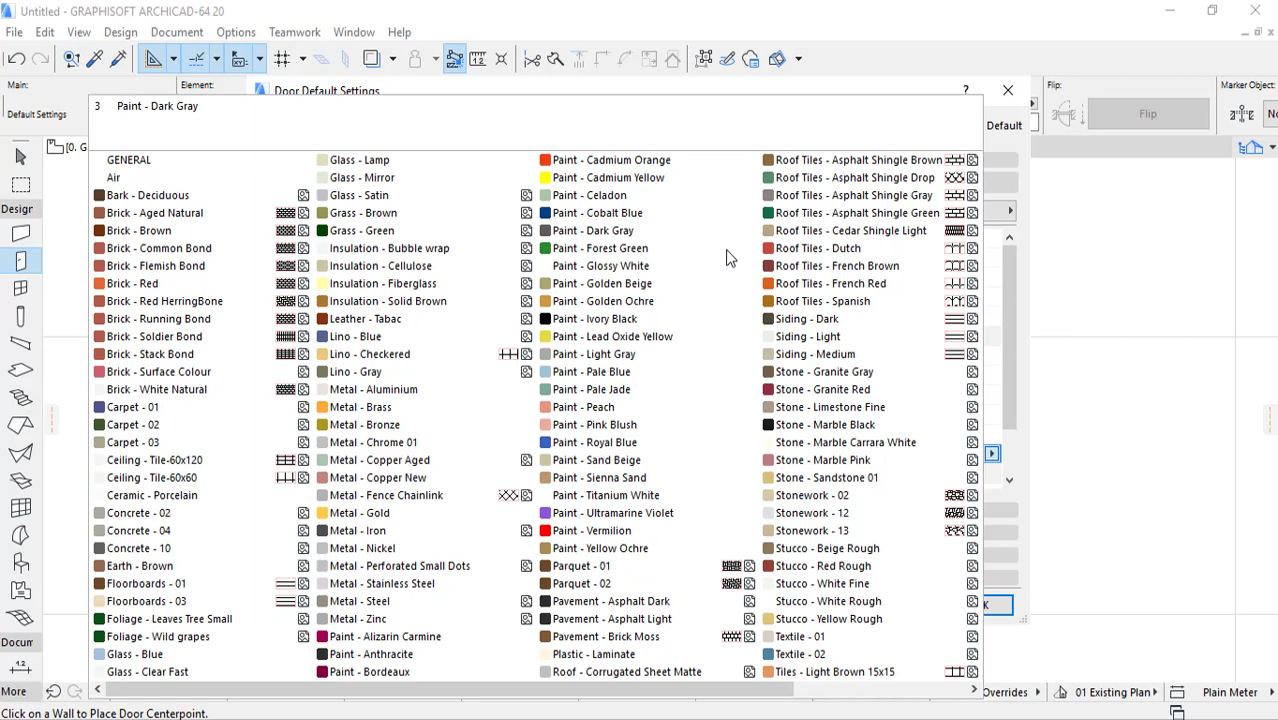 Untitled - GRAPHISOFT ARCHICAD-64 20
File Edit View Design Document Options Teamwork Window Help
Main: Element: Door Default Settings ? Flip: Marker Object:
Default Settings Default Flip
3 Paint - Dark Gray
[0. G
Design
GENERAL
Air
Bark - Deciduous
Brick - Aged Natural
Brick - Brown
Brick - Common Bond
Brick - Flemish Bond
Brick - Red
Brick - Red HerringBone
Brick - Running Bond
Brick - Soldier Bond
Brick - Stack Bond
Brick - Surface Colour
Brick - White Natural
Carpet - 01
Carpet - 02
Carpet - 03
Ceiling - Tile-60x120
Ceiling - Tile-60x60
Ceramic - Porcelain
Concrete - 02
Concrete - 04
Concrete - 10
Earth - Brown
Floorboards - 01
Floorboards - 03
Foliage - Leaves Tree Small
Foliage - Wild grapes
Glass - Blue
Glass - Clear Fast
Glass - Lamp
Glass - Mirror
Glass - Satin
Grass - Brown
Grass - Green
Insulation - Bubble wrap
Insulation - Cellulose
Insulation - Fiberglass
Insulation - Solid Brown
Leather - Tabac
Lino - Blue
Lino - Checkered
Lino - Gray
Metal - Aluminium
Metal - Brass
Metal - Bronze
Metal - Chrome 01
Metal - Copper Aged
Metal - Copper New
Metal - Fence Chainlink
Metal - Gold
Metal - Iron
Metal - Nickel
Metal - Perforated Small Dots
Metal - Stainless Steel
Metal - Steel
Metal - Zinc
Paint - Alizarin Carmine
Paint - Anthracite
Paint - Bordeaux
Paint - Cadmium Orange
Paint - Cadmium Yellow
Paint - Celadon
Paint - Cobalt Blue
Paint - Dark Gray
Paint - Forest Green
Paint - Glossy White
Paint - Golden Beige
Paint - Golden Ochre
Paint - Ivory Black
Paint - Lead Oxide Yellow
Paint - Light Gray
Paint - Pale Blue
Paint - Pale Jade
Paint - Peach
Paint - Pink Blush
Paint - Royal Blue
Paint - Sand Beige
Paint - Sienna Sand
Paint - Titanium White
Paint - Ultramarine Violet
Paint - Vermilion
Paint - Yellow Ochre
Parquet - 01
Parquet - 02
Pavement - Asphalt Dark
Pavement - Asphalt Light
Pavement - Brick Moss
Plastic - Laminate
Roof - Corrugated Sheet Matte
Roof Tiles - Asphalt Shingle Brown
Roof Tiles - Asphalt Shingle Drop
Roof Tiles - Asphalt Shingle Gray
Roof Tiles - Asphalt Shingle Green
Roof Tiles - Cedar Shingle Light
Roof Tiles - Dutch
Roof Tiles - French Brown
Roof Tiles - French Red
Roof Tiles - Spanish
Siding - Dark
Siding - Light
Siding - Medium
Stone - Granite Gray
Stone - Granite Red
Stone - Limestone Fine
Stone - Marble Black
Stone - Marble Carrara White
Stone - Marble Pink
Stone - Sandstone 01
Stonework - 02
Stonework - 12
Stonework - 13
Stucco - Beige Rough
Stucco - Red Rough
Stucco - White Fine
Stucco - White Rough
Stucco - Yellow Rough
Textile - 01
Textile - 02
Tiles - Light Brown 15x15
Docum
1.2
More
Overrides 01 Existing Plan Plain Meter
Click on a Wall to Place Door Centerpoint.